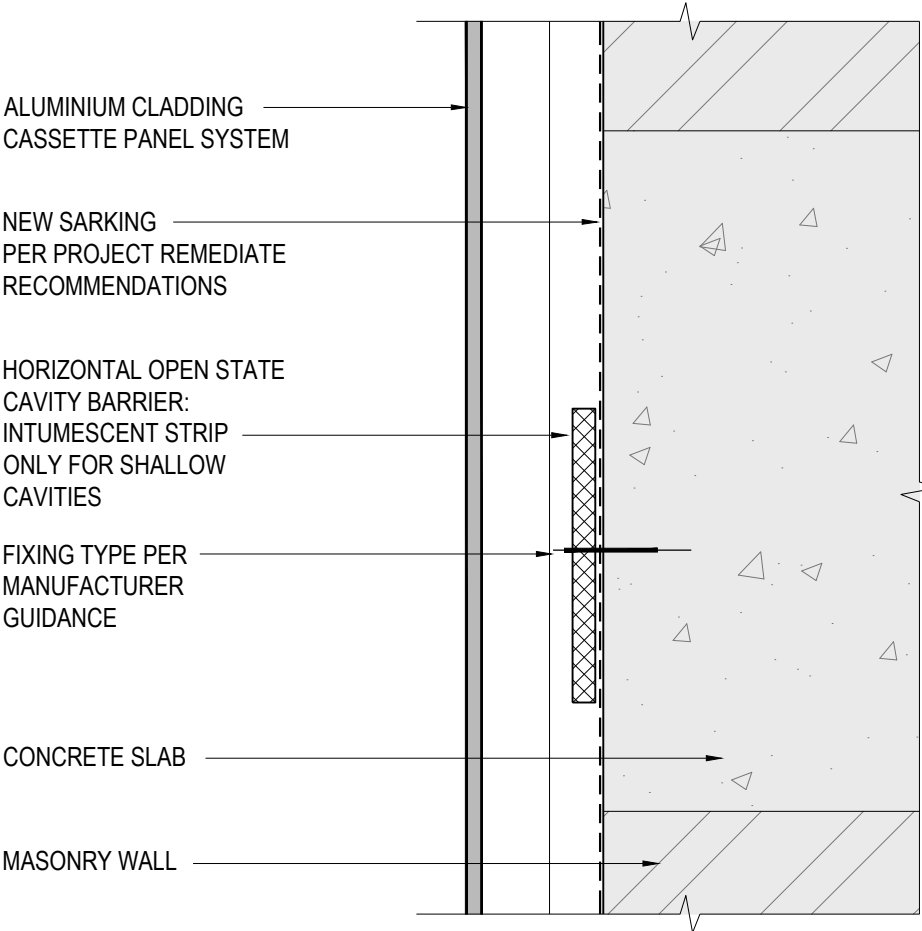 ALUMINIUM CLADDING
CASSETTE PANEL SYSTEM
NEW SARKING
PER PROJECT REMEDIATE
RECOMMENDATIONS
HORIZONTAL OPEN STATE
CAVITY BARRIER:
INTUMESCENT STRIP
ONLY FOR SHALLOW
CAVITIES
FIXING TYPE PER
MANUFACTURER
GUIDANCE
CONCRETE SLAB
MASONRY WALL